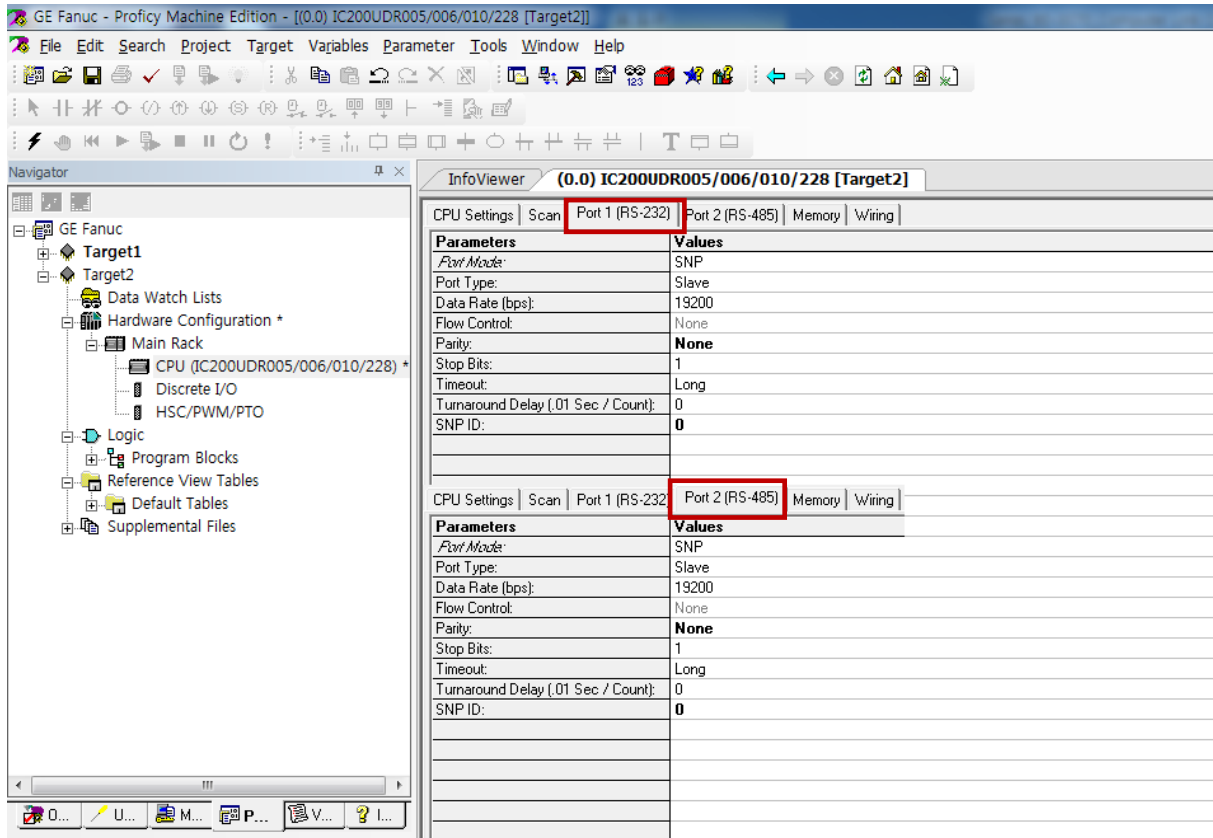 GE Fanuc - Proficy Machine Edition - [(0.0) IC200UDR005/006/010/228 [Target2]]
File Edit Search Project Target Variables Parameter Tools Window Help
Navigator
InfoViewer (0.0) IC200UDR005/006/010/228 [Target2]
GE Fanuc
Target1
Target2
Data Watch Lists
Hardware Configuration *
Main Rack
CPU (IC200UDR005/006/010/228) *
Discrete I/O
HSC/PWM/PTO
Logic
Program Blocks
Reference View Tables
Default Tables
Supplemental Files
O... U... M... P... V... I...
CPU Settings Scan Port 1 (RS-232) Port 2 (RS-485) Memory Wiring
Parameters Values
Port Mode: SNP
Port Type: Slave
Data Rate (bps): 19200
Flow Control: None
Parity: None
Stop Bits: 1
Timeout: Long
Turnaround Delay (.01 Sec / Count): 0
SNP ID: 0
CPU Settings Scan Port 1 (RS-232) Port 2 (RS-485) Memory Wiring
Parameters Values
Port Mode: SNP
Port Type: Slave
Data Rate (bps): 19200
Flow Control: None
Parity: None
Stop Bits: 1
Timeout: Long
Turnaround Delay (.01 Sec / Count): 0
SNP ID: 0